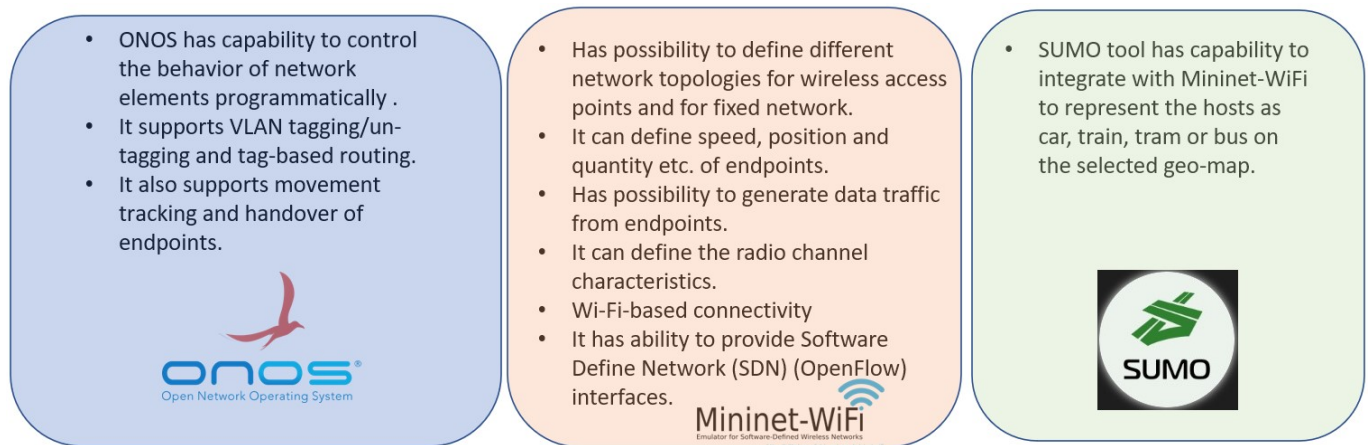 • ONOS has capability to control
the behavior of network
elements programmatically .
• It supports VLAN tagging/un-
tagging and tag-based routing.
• It also supports movement
tracking and handover of
endpoints.
onos®
Open Network Operating System
• Has possibility to define different
network topologies for wireless access
points and for fixed network.
• It can define speed, position and
quantity etc. of endpoints.
• Has possibility to generate data traffic
from endpoints.
• It can define the radio channel
characteristics.
• Wi-Fi-based connectivity
• It has ability to provide Software
Define Network (SDN) (OpenFlow)
interfaces.
Mininet-WiFi
Emulator for Software-Defined Wireless Networks
• SUMO tool has capability to
integrate with Mininet-WiFi
to represent the hosts as
car, train, tram or bus on
the selected geo-map.
SUMO